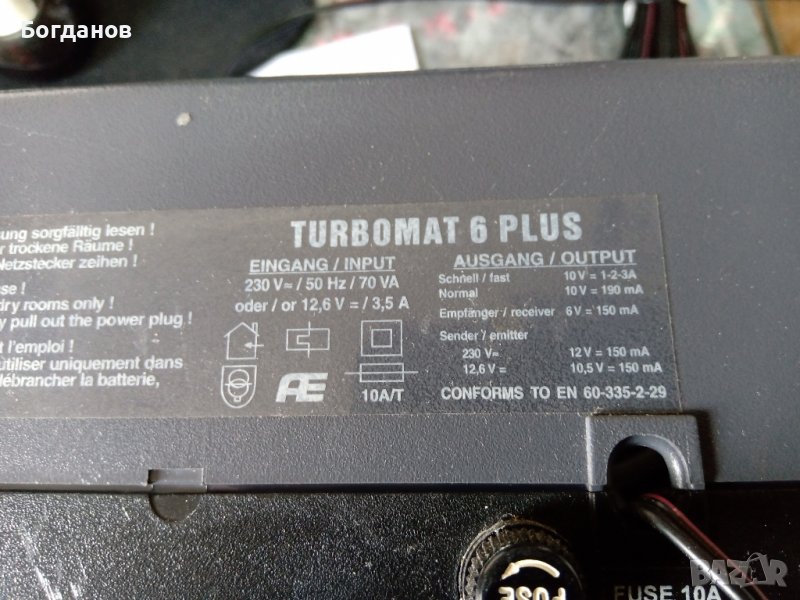 Богданов
ung sorgfälltig lesen !
r trockene Räume !
Netzstecker zeihen !
se !
dry rooms only !
y pull out the power plug !
t l'emploi !
utiliser uniquement dans
débrancher la batterie,
TURBOMAT 6 PLUS
EINGANG / INPUT
230 V≈ / 50 Hz / 70 VA
oder / or 12,6 V = / 3,5 A
AE
10A/T
AUSGANG / OUTPUT
Schnell / fast 10 V = 1-2-3A
Normal 10 V = 190 mA
Empfänger / receiver 6 V = 150 mA
Sender / emitter
230 V≈ 12 V = 150 mA
12,6 V = 10,5 V = 150 mA
CONFORMS TO EN 60-335-2-29
FUSE
FUSE 10A
BAZAR